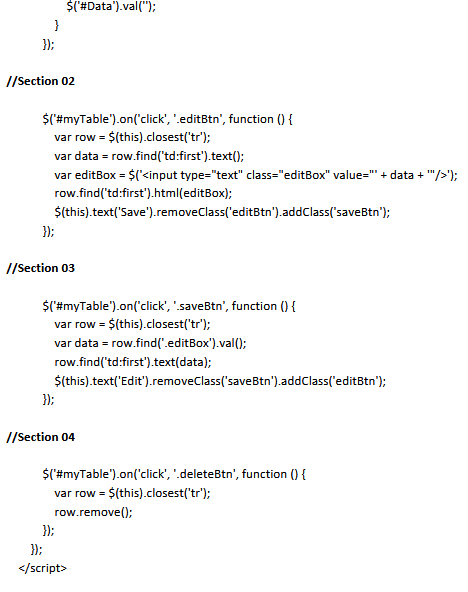 $('#Data').val('');
}
});
//Section 02
$('#myTable').on('click', '.editBtn', function () {
var row = $(this).closest('tr');
var data = row.find('td:first').text();
var editBox = $('<input type="text" class="editBox" value="' + data + '"/>');
row.find('td:first').html(editBox);
$(this).text('Save').removeClass('editBtn').addClass('saveBtn');
});
//Section 03
$('#myTable').on('click', '.saveBtn', function () {
var row = $(this).closest('tr');
var data = row.find('.editBox').val();
row.find('td:first').text(data);
$(this).text('Edit').removeClass('saveBtn').addClass('editBtn');
});
//Section 04
$('#myTable').on('click', '.deleteBtn', function () {
var row = $(this).closest('tr');
row.remove();
});
});
</script>